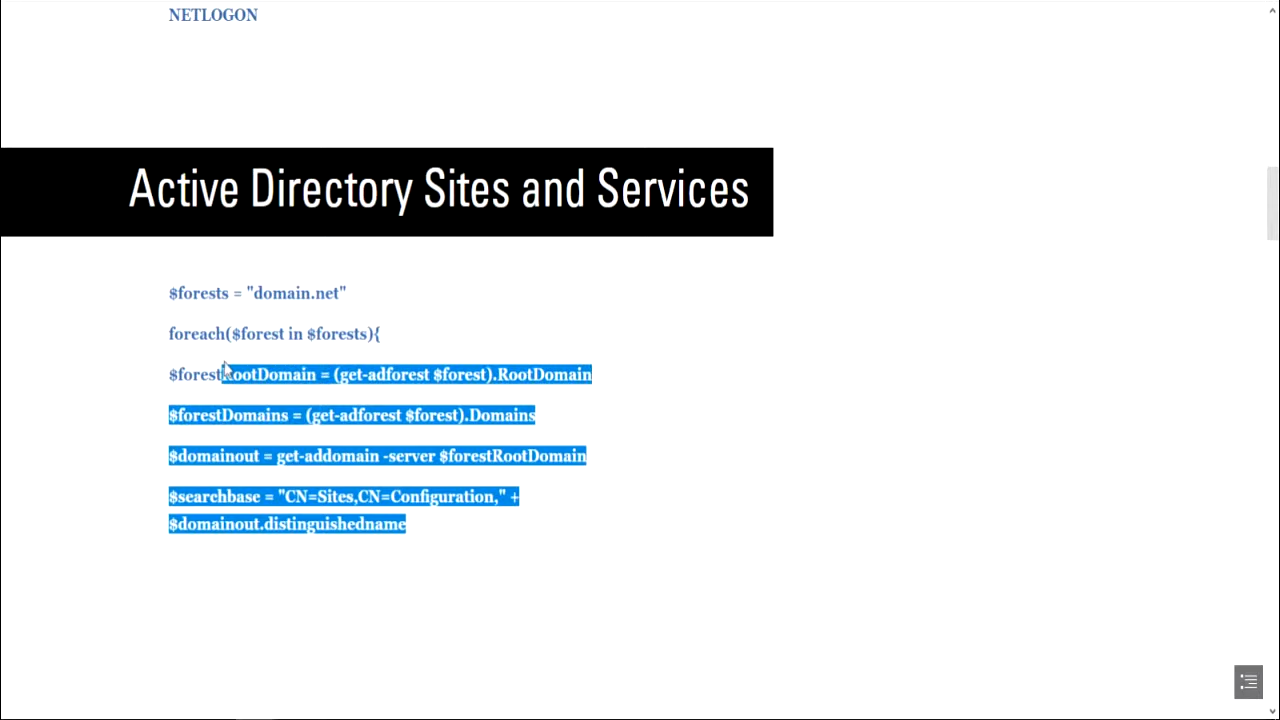 NETLOGON
Active Directory Sites and Services
$forests = "domain.net"
foreach($forest in $forests){
$forestRootDomain = (get-adforest $forest).RootDomain
$forestDomains = (get-adforest $forest).Domains
$domainout = get-addomain -server $forestRootDomain
$searchbase = "CN=Sites,CN=Configuration," +
$domainout.distinguishedname